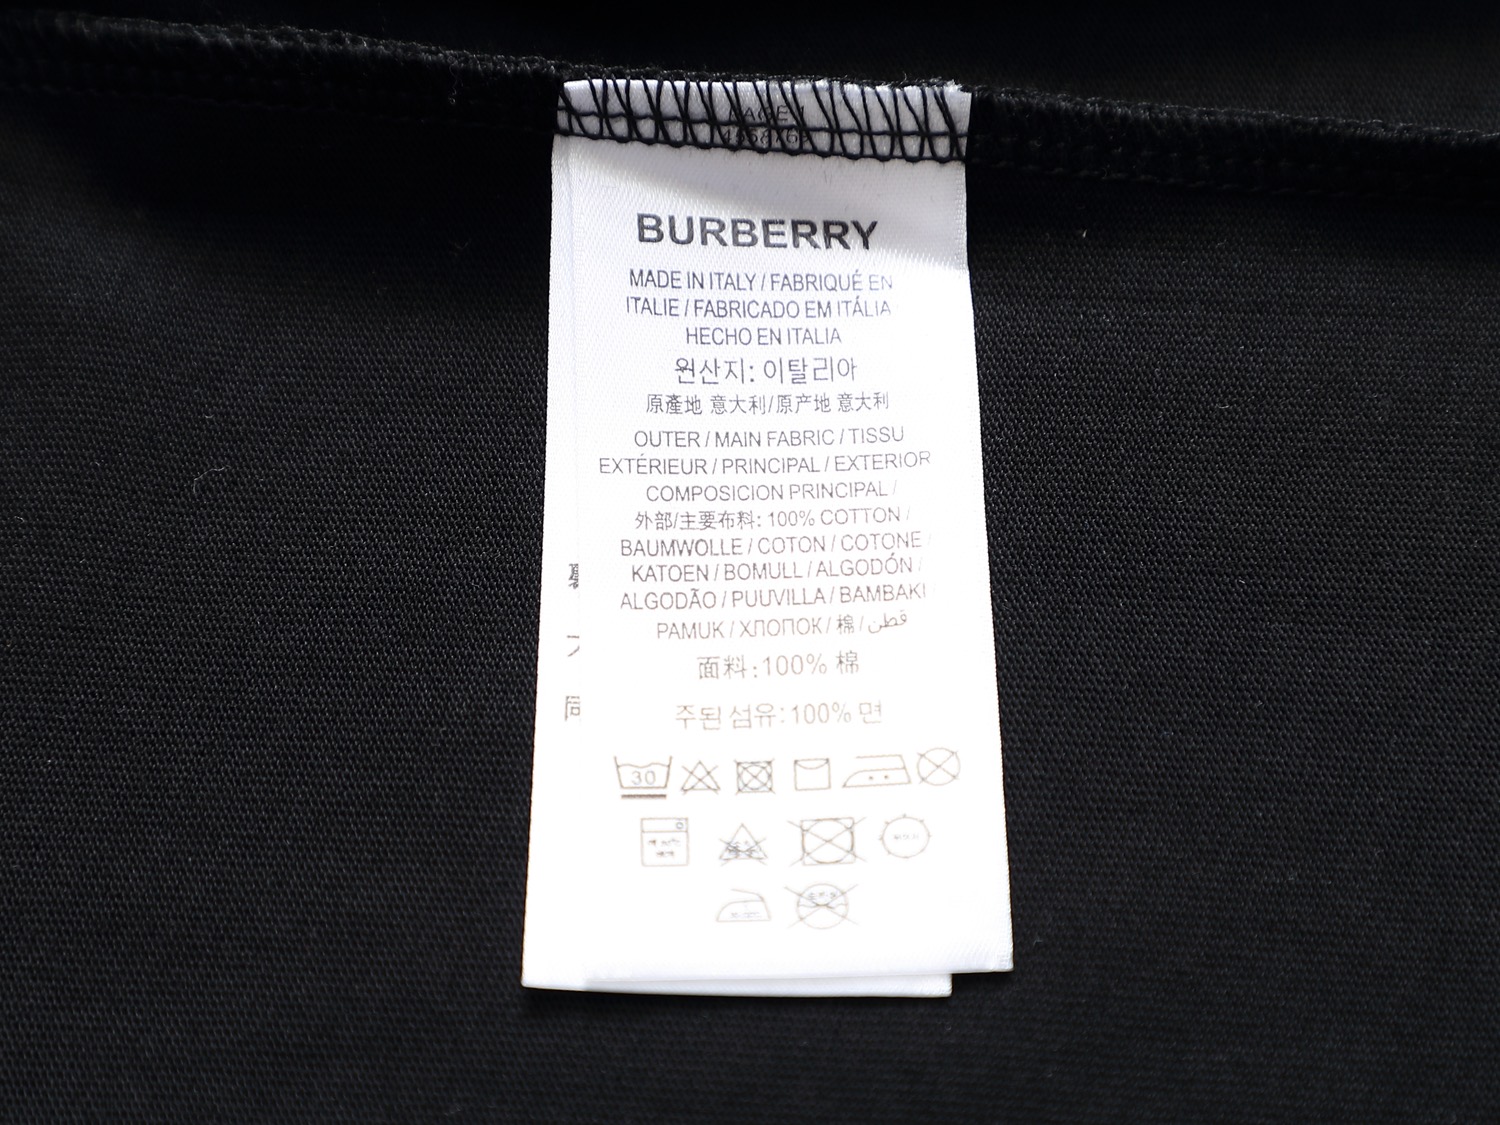 BURBERRY
MADE IN ITALY / FABRIQUÉ EN
ITALIE / FABRICADO EM ITÁLIA
HECHO EN ITALIA
원산지: 이탈리아
原產地 意大利/原产地 意大利
OUTER / MAIN FABRIC / TISSU
EXTÉRIEUR / PRINCIPAL / EXTERIOR
COMPOSICION PRINCIPAL /
外部/主要布料: 100% COTTON /
BAUMWOLLE / COTON / COTONE /
KATOEN / BOMULL / ALGODÓN /
ALGODÃO / PUUVILLA / BAMBAKI
PAMUK / ХЛОПОК / 棉 / قطن
面料:100% 棉
주된 섬유:100% 면
30
同